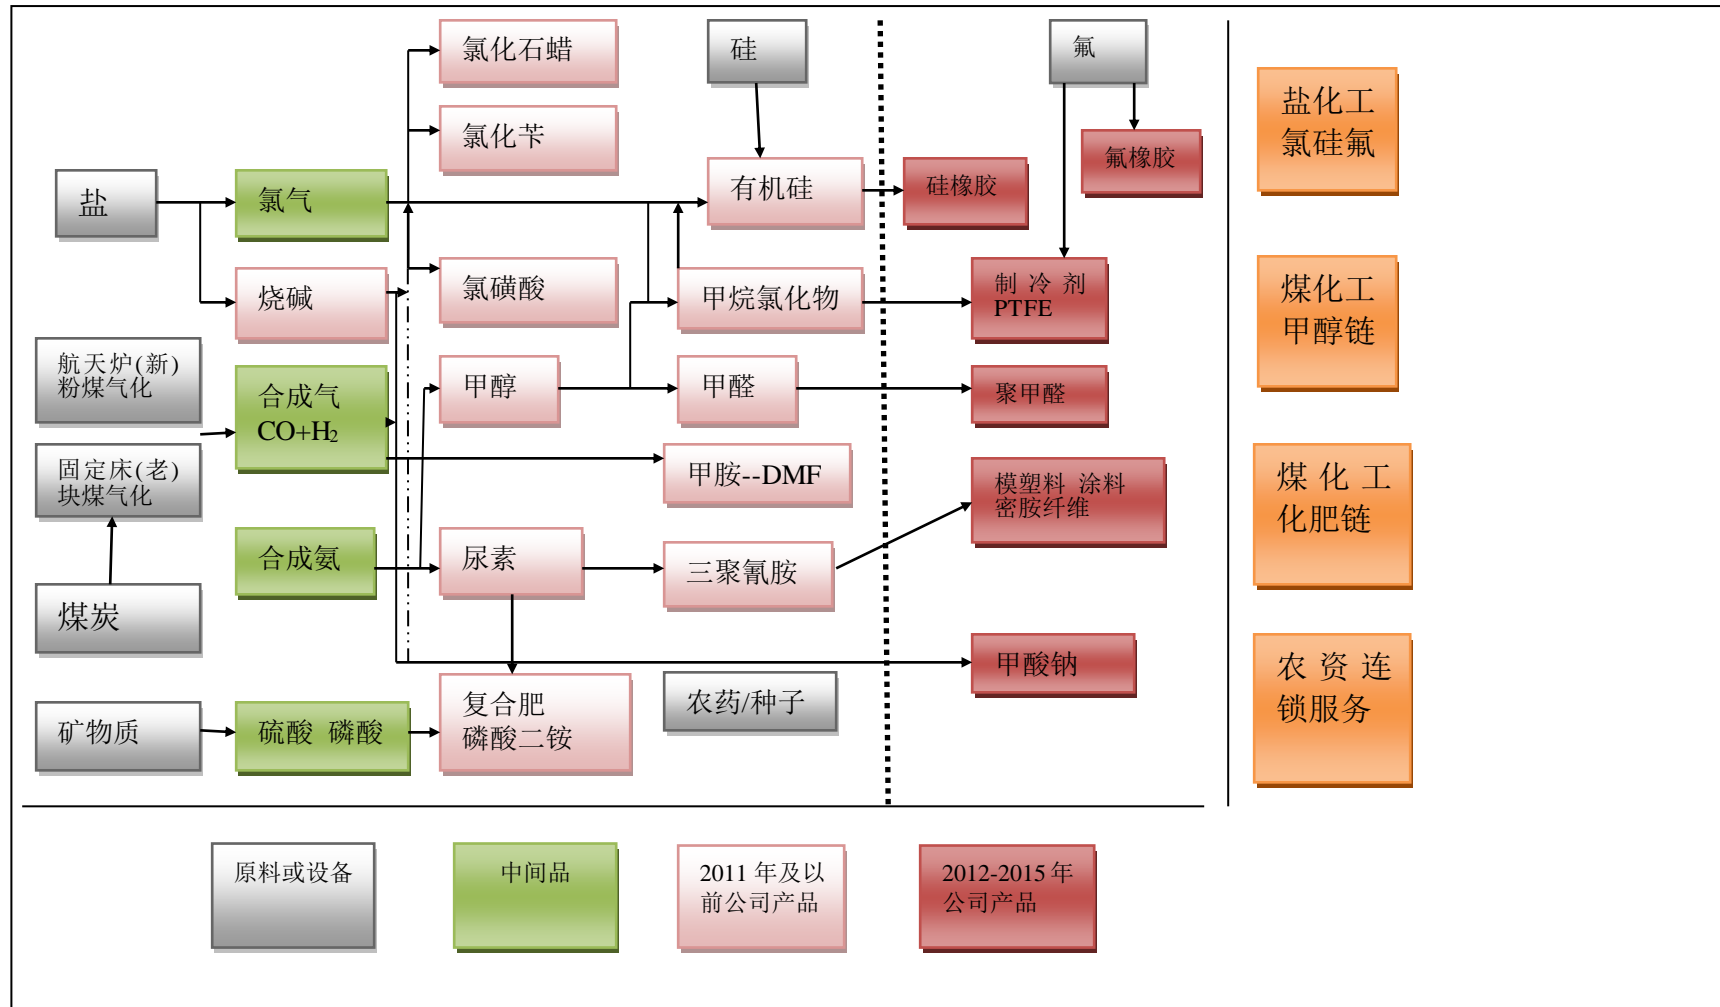 氯化石蜡
硅
氟
盐化工
氯硅氟
氯化苄
氟橡胶
盐
氯气
有机硅
硅橡胶
烧碱
氯磺酸
甲烷氯化物
制 冷 剂
PTFE
煤化工
甲醇链
航天炉(新)
粉煤气化
合成气
CO+H2
甲醇
甲醛
聚甲醛
固定床(老)
块煤气化
甲胺--DMF
模塑料 涂料
密胺纤维
煤 化 工
化肥链
合成氨
尿素
三聚氰胺
煤炭
甲酸钠
农 资 连
锁服务
矿物质
硫酸 磷酸
复合肥
磷酸二铵
农药/种子
原料或设备
中间品
2011 年及以
前公司产品
2012-2015 年
公司产品